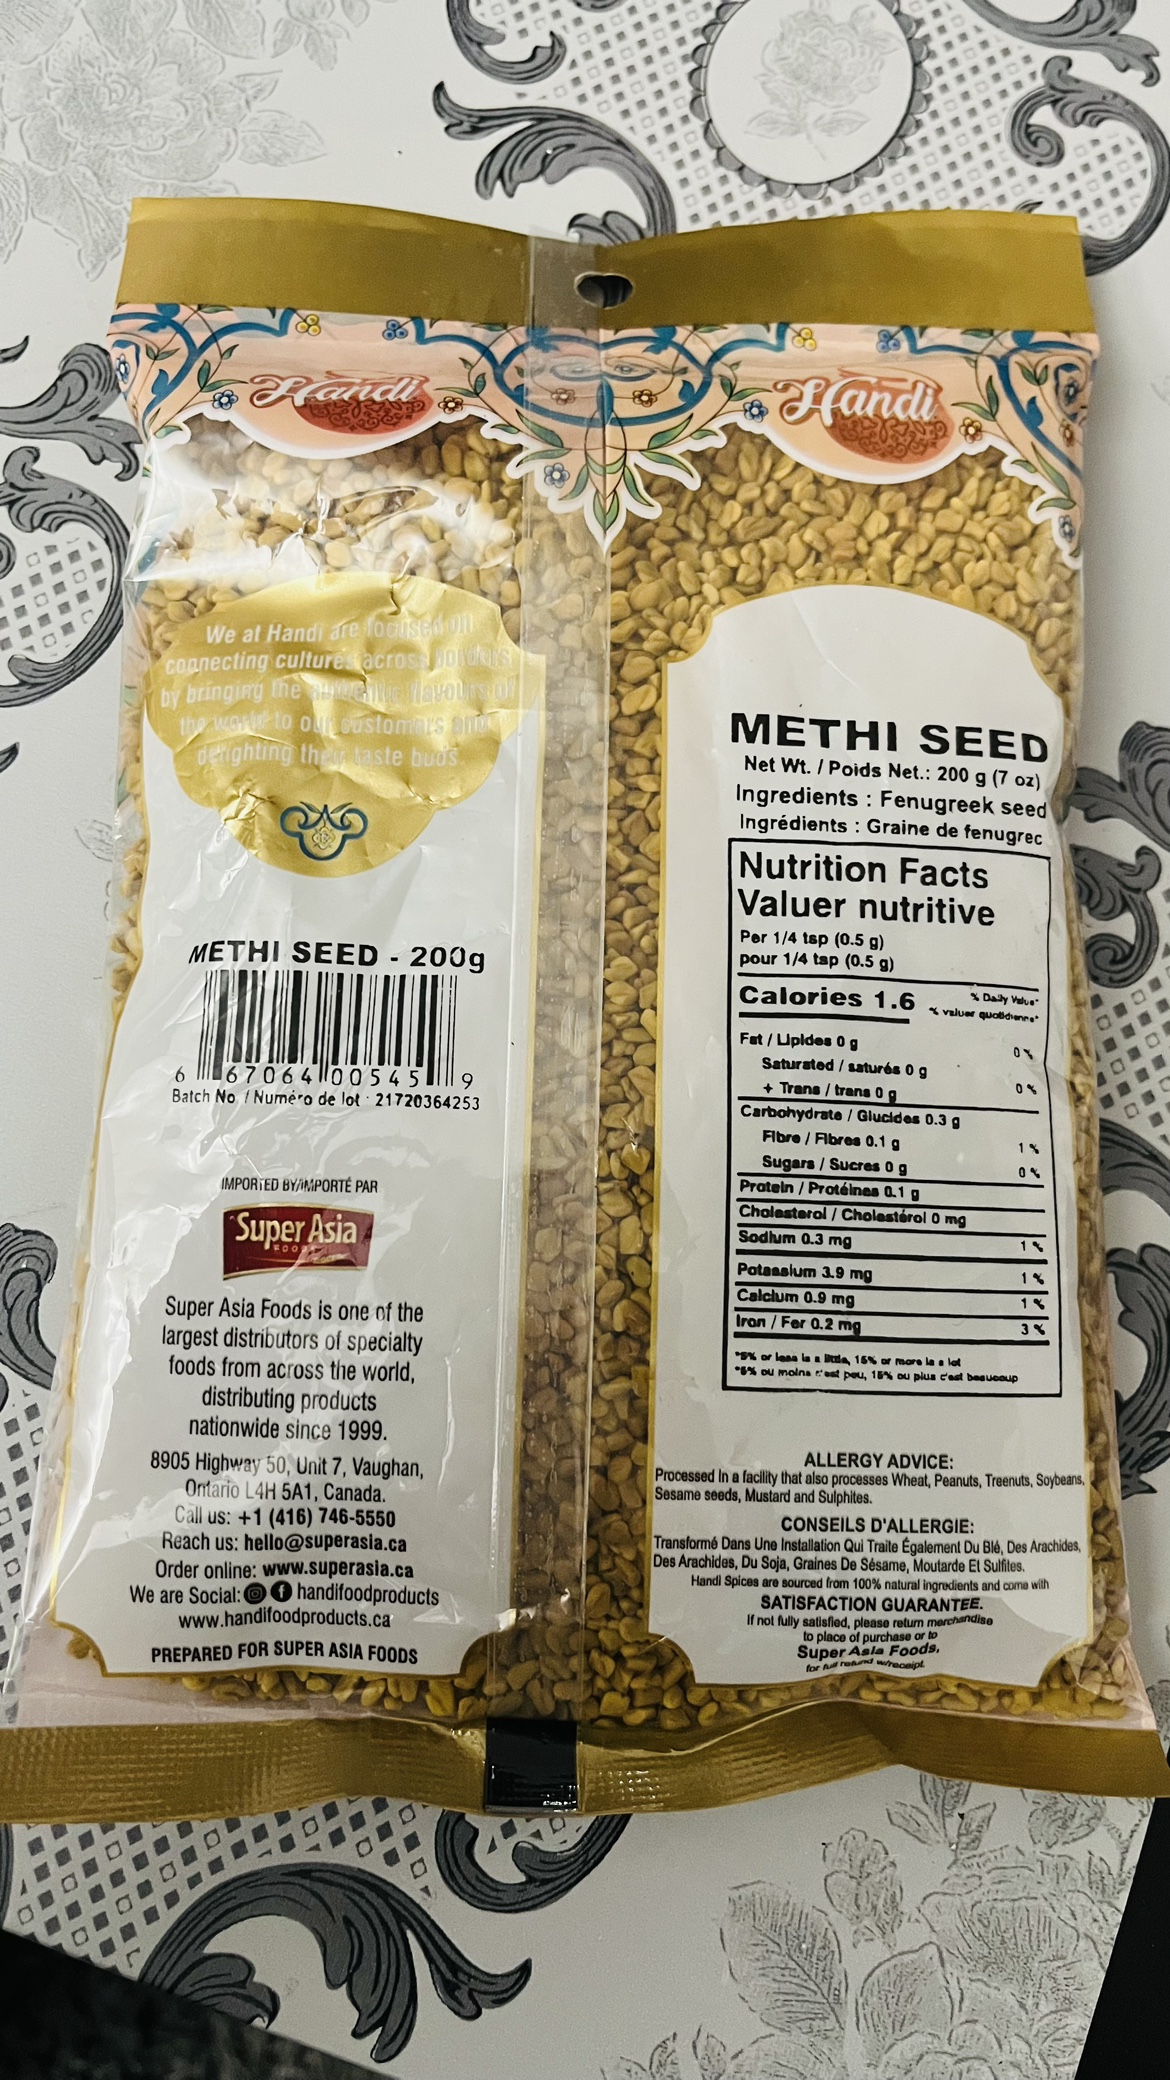 Handi
We at Handi are focused on
connecting cultures across borders
by bringing the authentic flavours of
the world to our customers and
delighting their taste buds.
METHI SEED - 200g
6 67064 00545 9
Batch No. / Numéro de lot : 21720364253
IMPORTED BY/IMPORTÉ PAR
Super Asia
FOODS
Super Asia Foods is one of the
largest distributors of specialty
foods from across the world,
distributing products
nationwide since 1999.
8905 Highway 50, Unit 7, Vaughan,
Ontario L4H 5A1, Canada.
Call us: +1 (416) 746-5550
Reach us: hello@superasia.ca
Order online: www.superasia.ca
We are Social: handifoodproducts
www.handifoodproducts.ca
PREPARED FOR SUPER ASIA FOODS
Handi
METHI SEED
Net Wt. / Poids Net.: 200 g (7 oz)
Ingredients : Fenugreek seed
Ingrédients : Graine de fenugrec
Nutrition Facts
Valuer nutritive
Per 1/4 tsp (0.5 g)
pour 1/4 tap (0.5 g)
Calories 1.6
% Daily Value*
% valuer quotidienne*
Fat / Lipides 0 g 0 %
Saturated / saturés 0 g
+ Trans / trans 0 g 0 %
Carbohydrate / Glucides 0.3 g
Fibre / Fibres 0.1 g 1 %
Sugars / Sucres 0 g 0 %
Protein / Protéines 0.1 g
Cholesterol / Cholestérol 0 mg
Sodium 0.3 mg 1 %
Potassium 3.9 mg 1 %
Calcium 0.9 mg 1 %
Iron / Fer 0.2 mg 3 %
*5% or less is a little, 15% or more is a lot
*5% ou moins c'est peu, 15% ou plus c'est beaucoup
ALLERGY ADVICE:
Processed In a facility that also processes Wheat, Peanuts, Treenuts, Soybeans,
Sesame seeds, Mustard and Sulphites.
CONSEILS D'ALLERGIE:
Transformé Dans Une Installation Qui Traite Également Du Blé, Des Arachides,
Des Arachides, Du Soja, Graines De Sésame, Moutarde Et Sulfites.
Handi Spices are sourced from 100% natural ingredients and come with
SATISFACTION GUARANTEE.
If not fully satisfied, please return merchandise
to place of purchase or to
Super Asia Foods,
for full refund w/receipt.